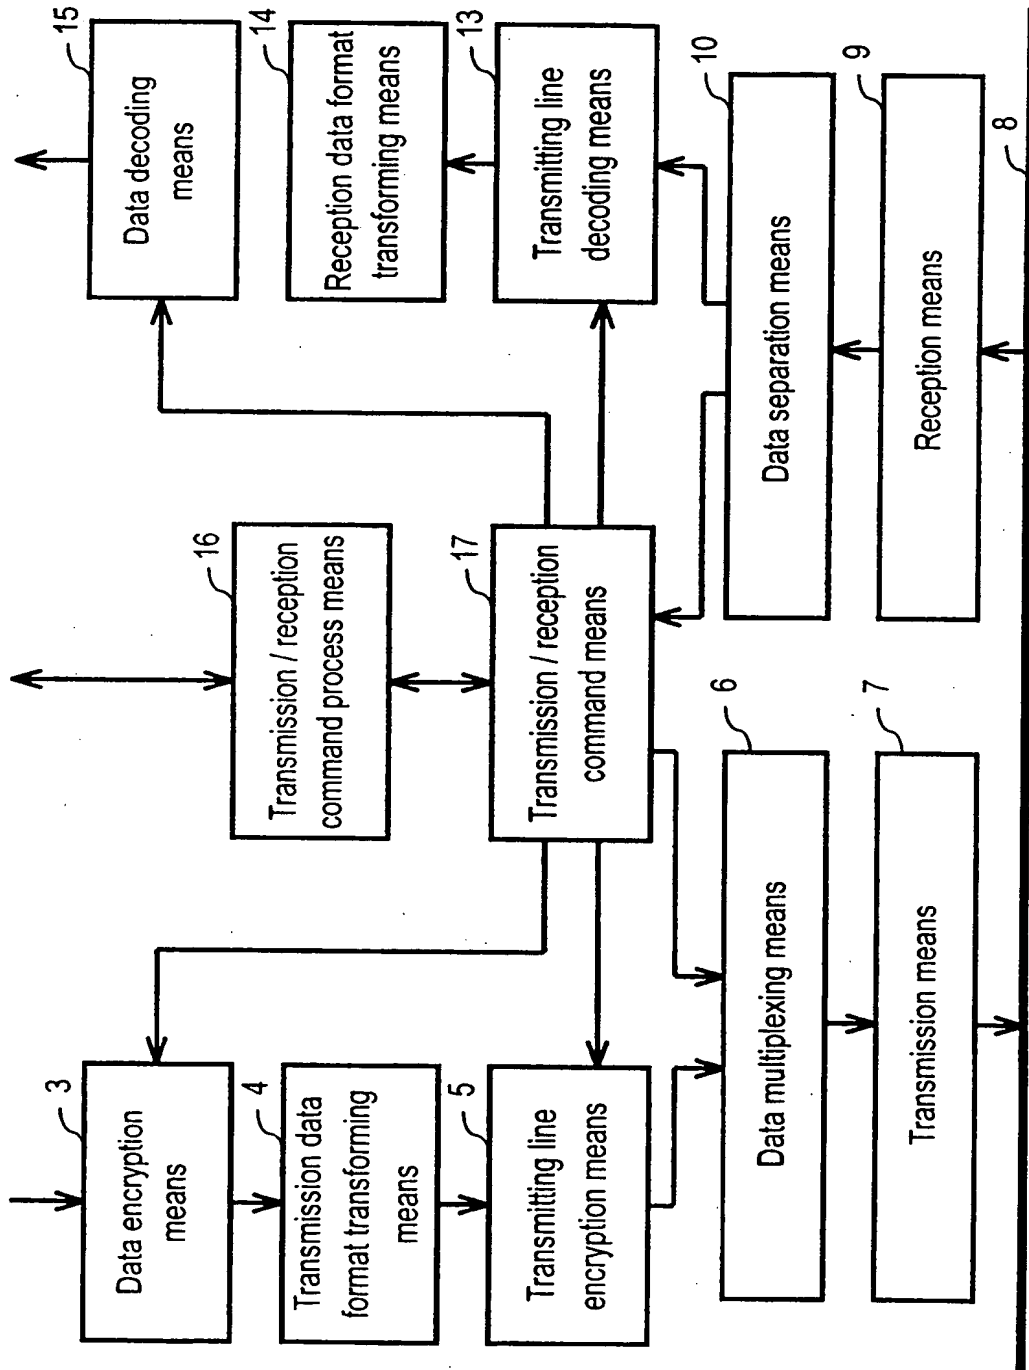 3
Data encryption
means
4
Transmission data
format transforming
means
5
Transmitting line
encryption means
6
Data multiplexing means
7
Transmission means
16
Transmission / reception
command process means
17
Transmission / reception
command means
15
Data decoding
means
14
Reception data format
transforming means
13
Transmitting line
decoding means
10
Data separation means
9
Reception means
8